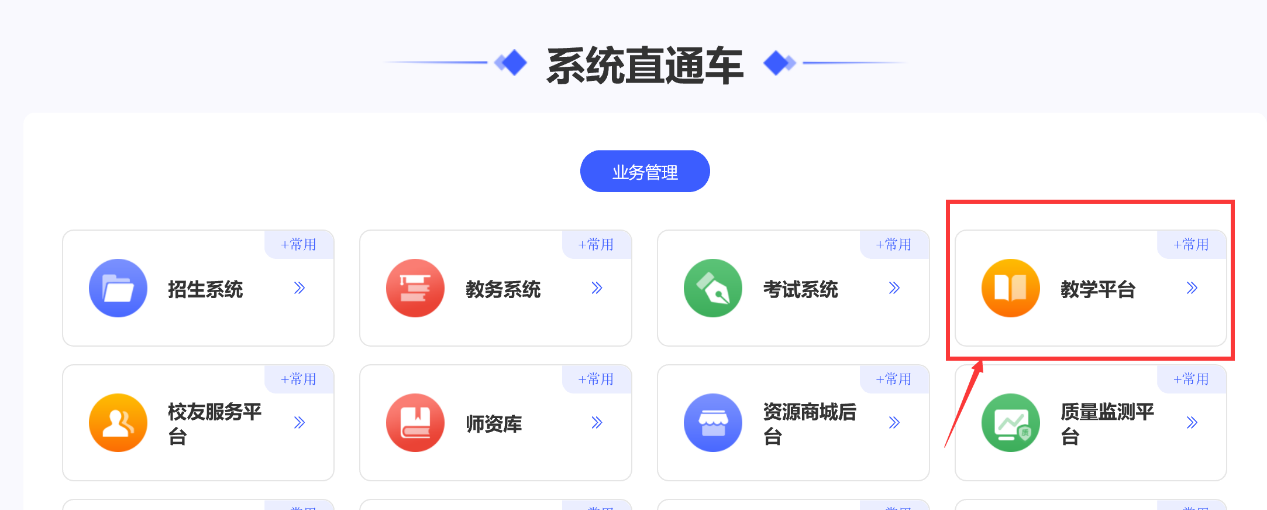 系统直通车
业务管理
+常用
+常用
+常用
+常用
招生系统
教务系统
考试系统
教学平台
+常用
+常用
+常用
+常用
校友服务平
台
师资库
资源商城后
台
质量监测平
台